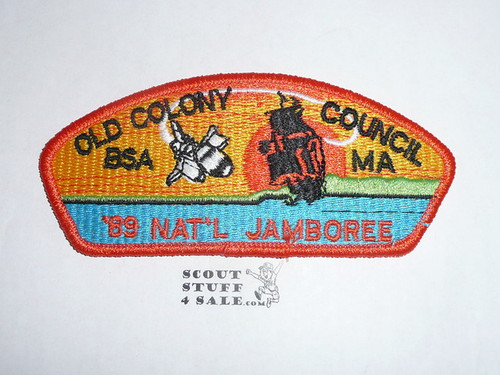 OLD COLONY COUNCIL
BSA MA
'89 NAT'L JAMBOREE
SCOUT
STUFF
4 SALE.COM